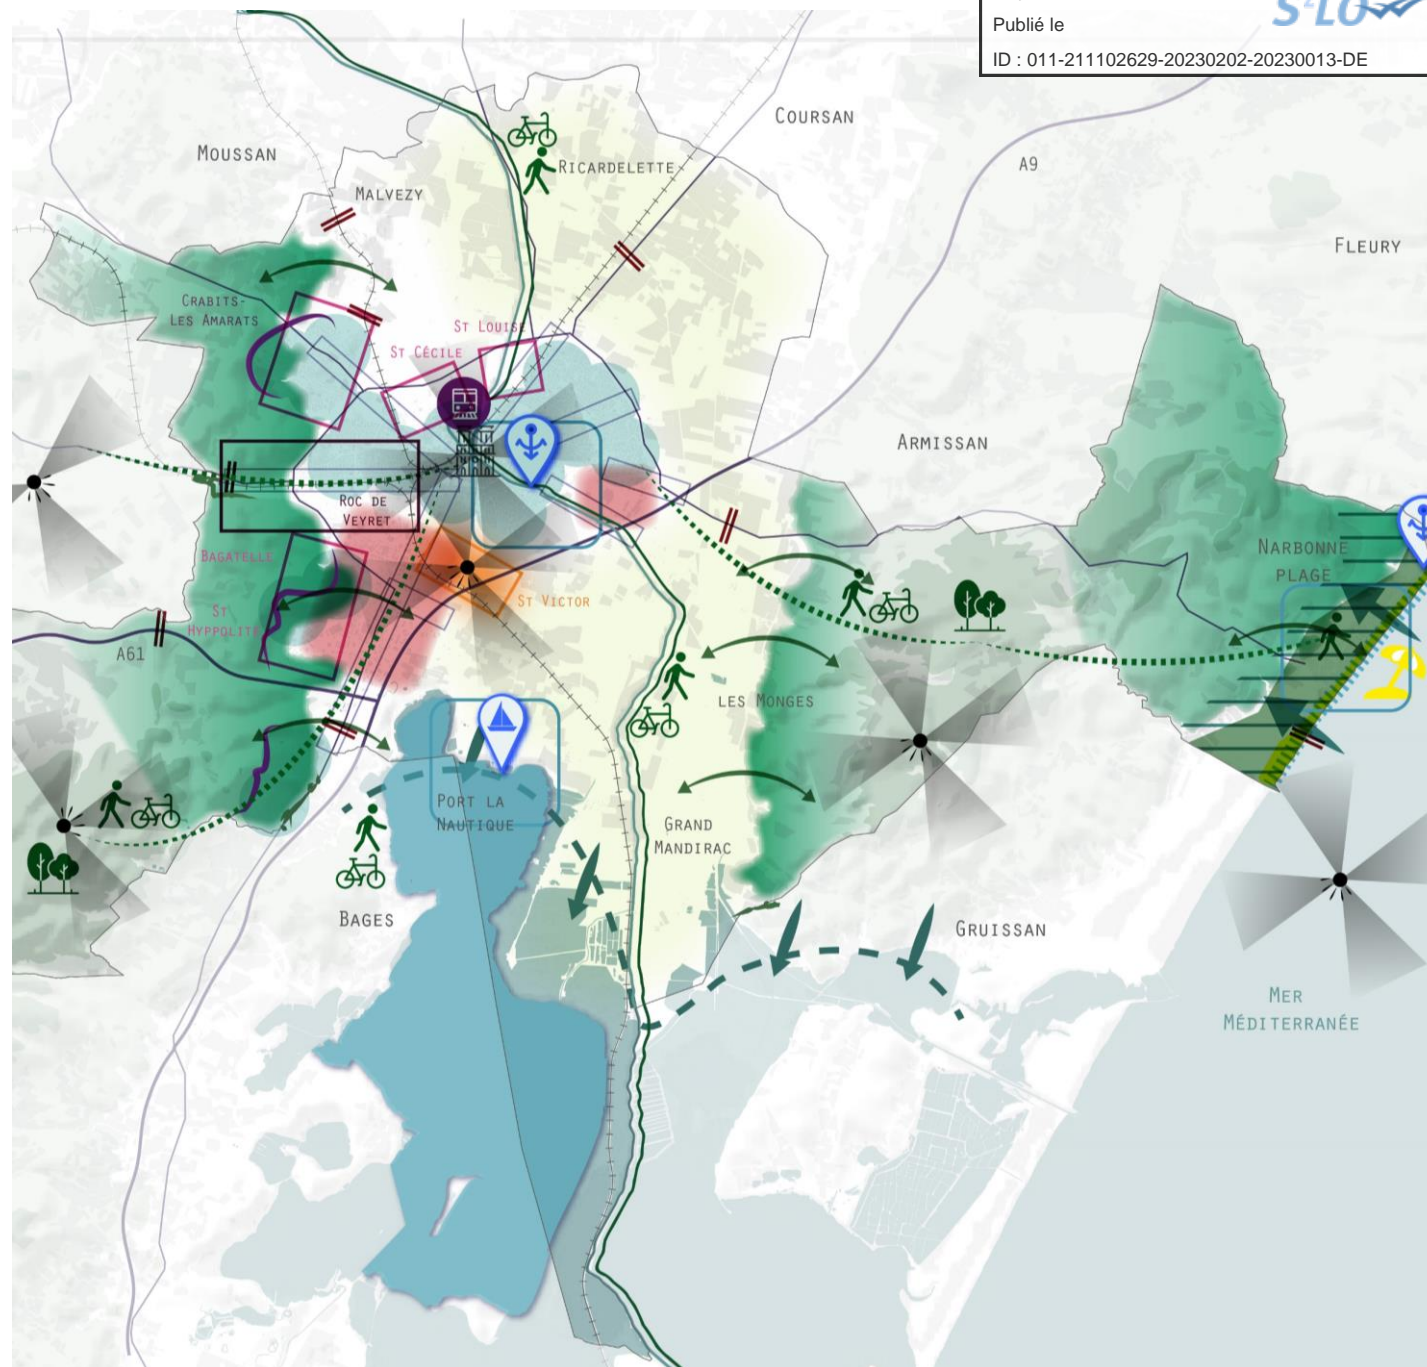 S²LO
Publié le
ID : 011-211102629-20230202-20230013-DE
COURSAN
MOUSSAN
A9
RICARDELETTE
MALVEZY
FLEURY
CRABITS-
LES AMARATS
ST LOUISE
ST CÉCILE
ARMISSAN
ROC DE
VEYRET
NARBONNE
PLAGE
BAGATELLE
ST VICTOR
ST
HYPPOLITE
A61
LES MONGES
PORT LA
NAUTIQUE
GRAND
MANDIRAC
BAGES
GRUISSAN
MER
MÉDITERRANÉE